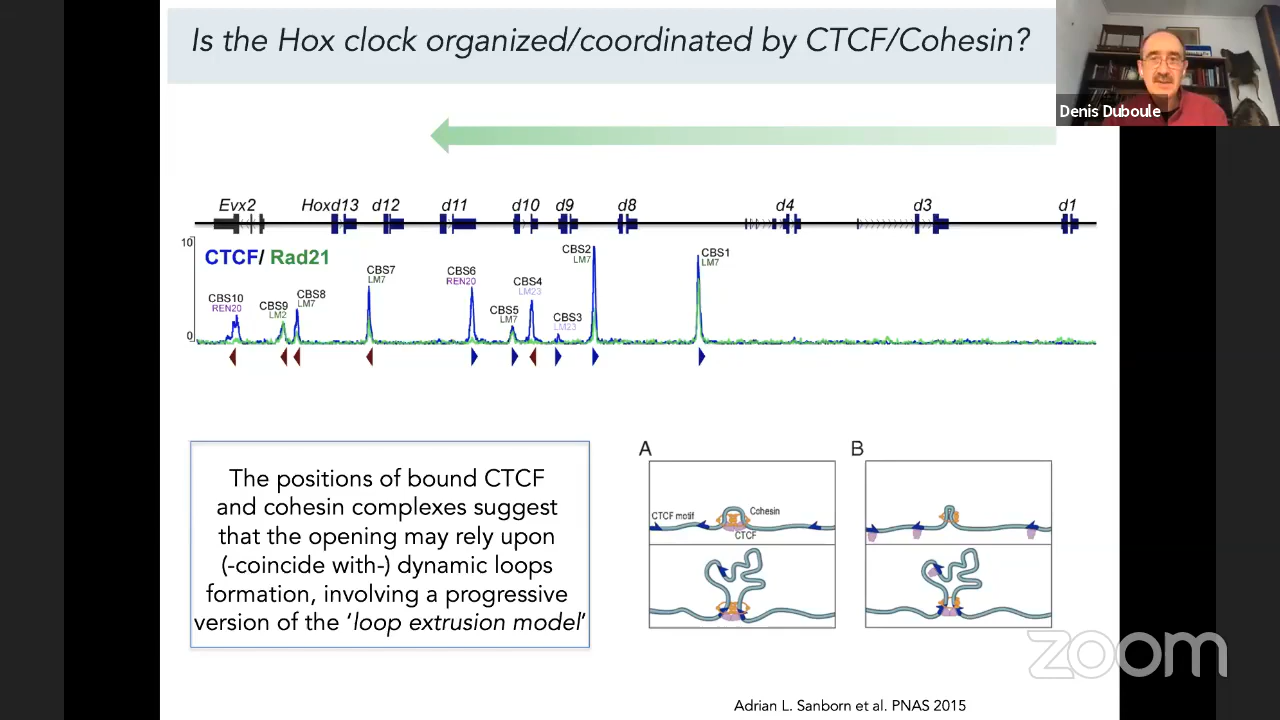 Is the Hox clock organized/coordinated by CTCF/Cohesin?
Denis Duboule
Evx2 Hoxd13 d12 d11 d10 d9 d8 d4 d3 d1
10
CTCF/ Rad21
0
CBS10
REN20
CBS9
LM2
CBS8
LM7
CBS7
LM7
CBS6
REN20
CBS5
LM7
CBS4
LM23
CBS3
LM23
CBS2
LM7
CBS1
LM7
The positions of bound CTCF
and cohesin complexes suggest
that the opening may rely upon
(-coincide with-) dynamic loops
formation, involving a progressive
version of the ‘loop extrusion model’
A
CTCF motif
Cohesin
CTCF
B
zoom
Adrian L. Sanborn et al. PNAS 2015